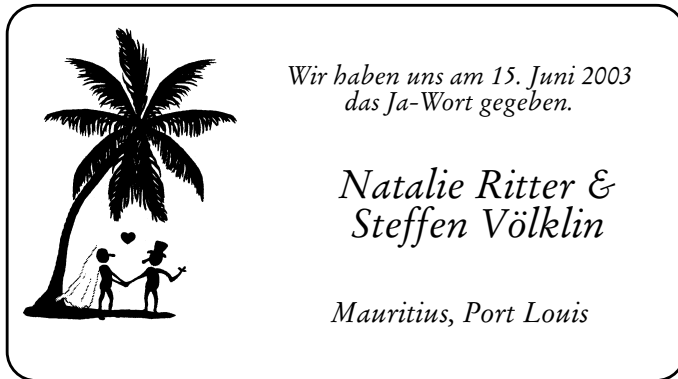 Wir haben uns am 15. Juni 2003
das Ja-Wort gegeben.
Natalie Ritter &
Steffen Völklin
Mauritius, Port Louis